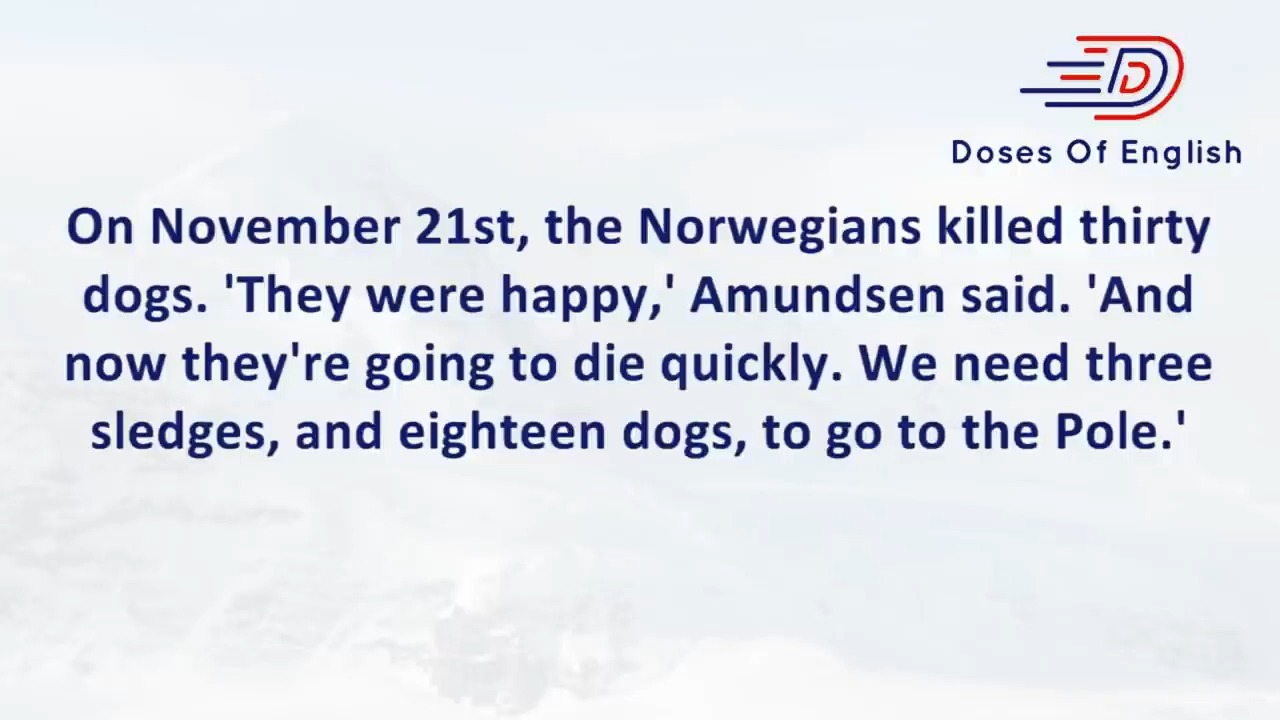 Doses Of English
On November 21st, the Norwegians killed thirty
dogs. 'They were happy,' Amundsen said. 'And
now they're going to die quickly. We need three
sledges, and eighteen dogs, to go to the Pole.'